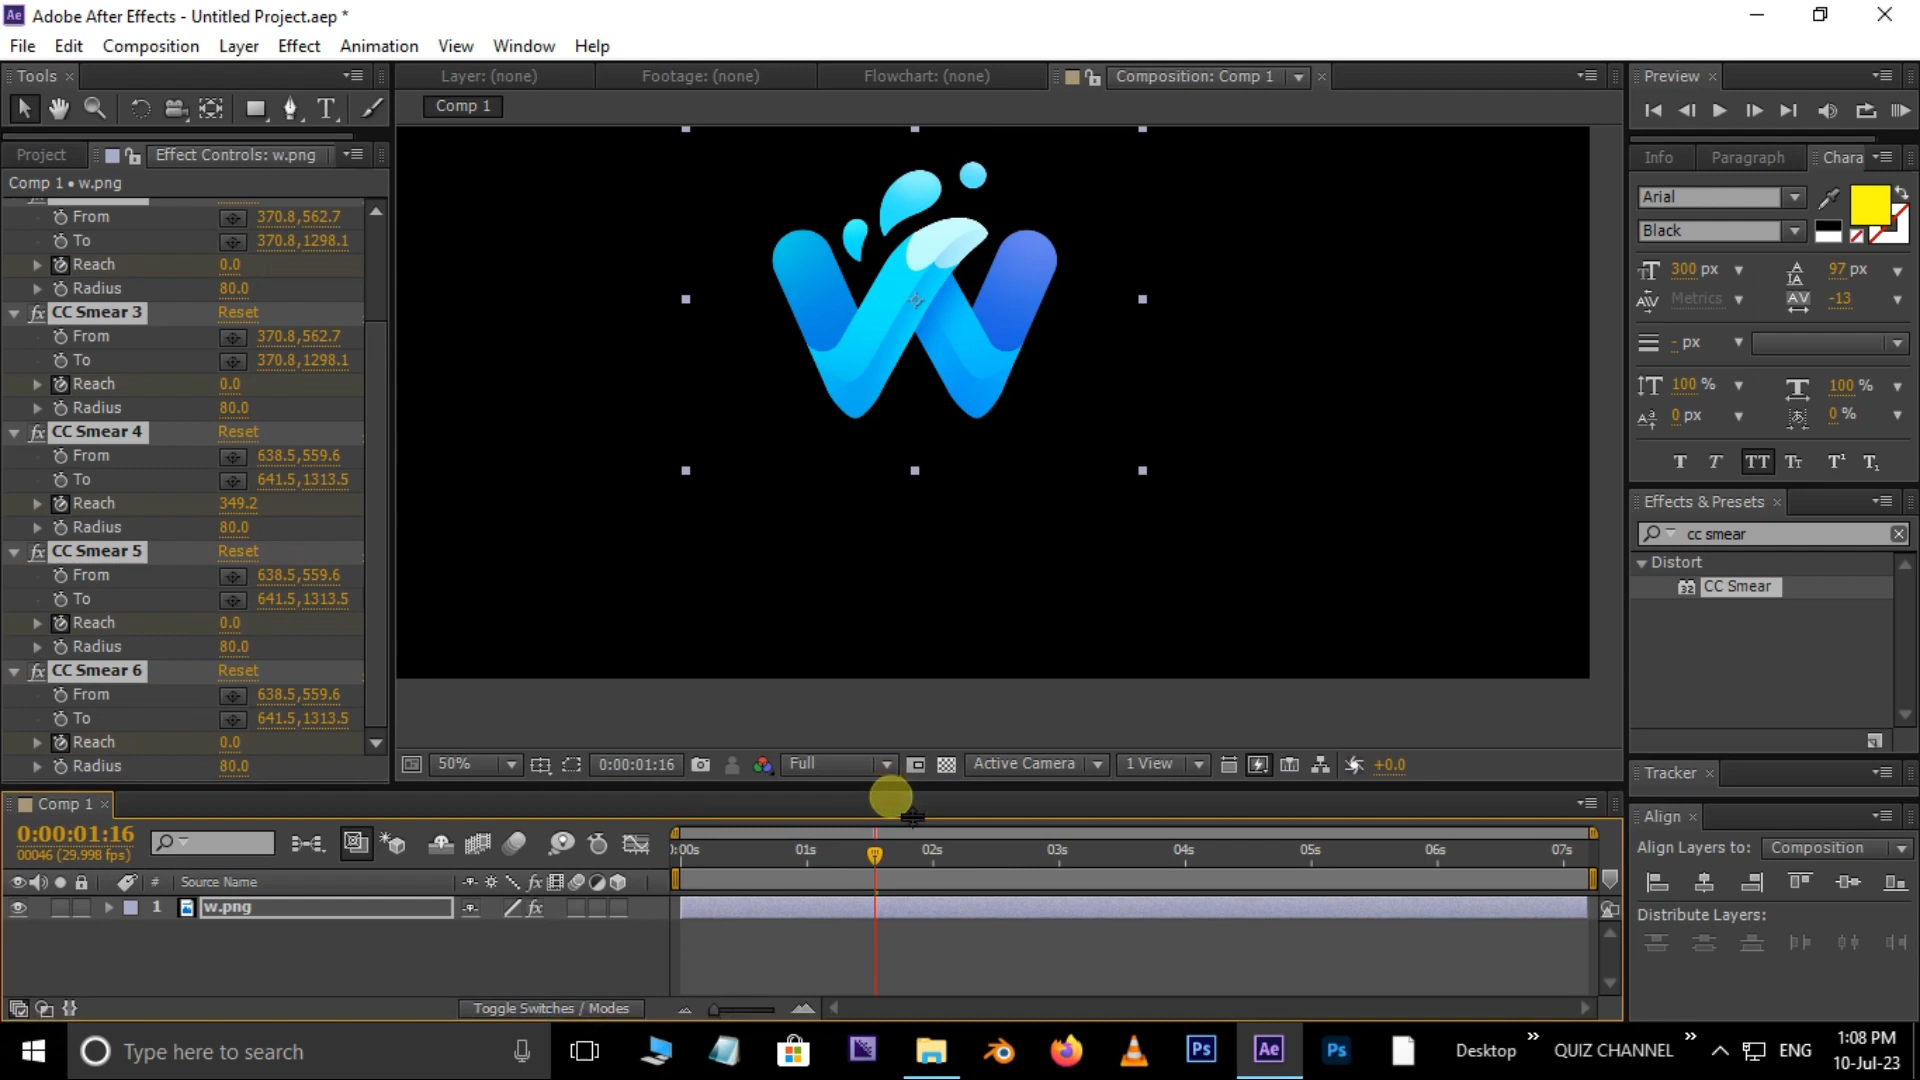 Ae Adobe After Effects - Untitled Project.aep *
File Edit Composition Layer Effect Animation View Window Help
Tools
Layer: (none) Footage: (none) Flowchart: (none) Composition: Comp 1
Preview
Comp 1
Project Effect Controls: w.png
Info Paragraph Chara
Comp 1 • w.png
Arial
Black
From 370.8,562.7
To 370.8,1298.1
Reach 0.0
Radius 80.0
CC Smear 3 Reset
From 370.8,562.7
To 370.8,1298.1
Reach 0.0
Radius 80.0
CC Smear 4 Reset
From 638.5,559.6
To 641.5,1313.5
Reach 349.2
Radius 80.0
CC Smear 5 Reset
From 638.5,559.6
To 641.5,1313.5
Reach 0.0
Radius 80.0
CC Smear 6 Reset
From 638.5,559.6
To 641.5,1313.5
Reach 0.0
Radius 80.0
300 px 97 px
Metrics -13
- px
100 % 100 %
0 px 0 %
T T TT Tt T¹ T₁
Effects & Presets
cc smear
Distort
32 CC Smear
Tracker
Align
Align Layers to: Composition
Distribute Layers:
50% 0:00:01:16 Full Active Camera 1 View +0.0
Comp 1
0:00:01:16
00046 (29.998 fps)
):00s 01s 02s 03s 04s 05s 06s 07s
# Source Name fx
1 w.png fx
Toggle Switches / Modes
Type here to search
Ps Ae Ps
Desktop » QUIZ CHANNEL » ENG
1:08 PM
10-Jul-23